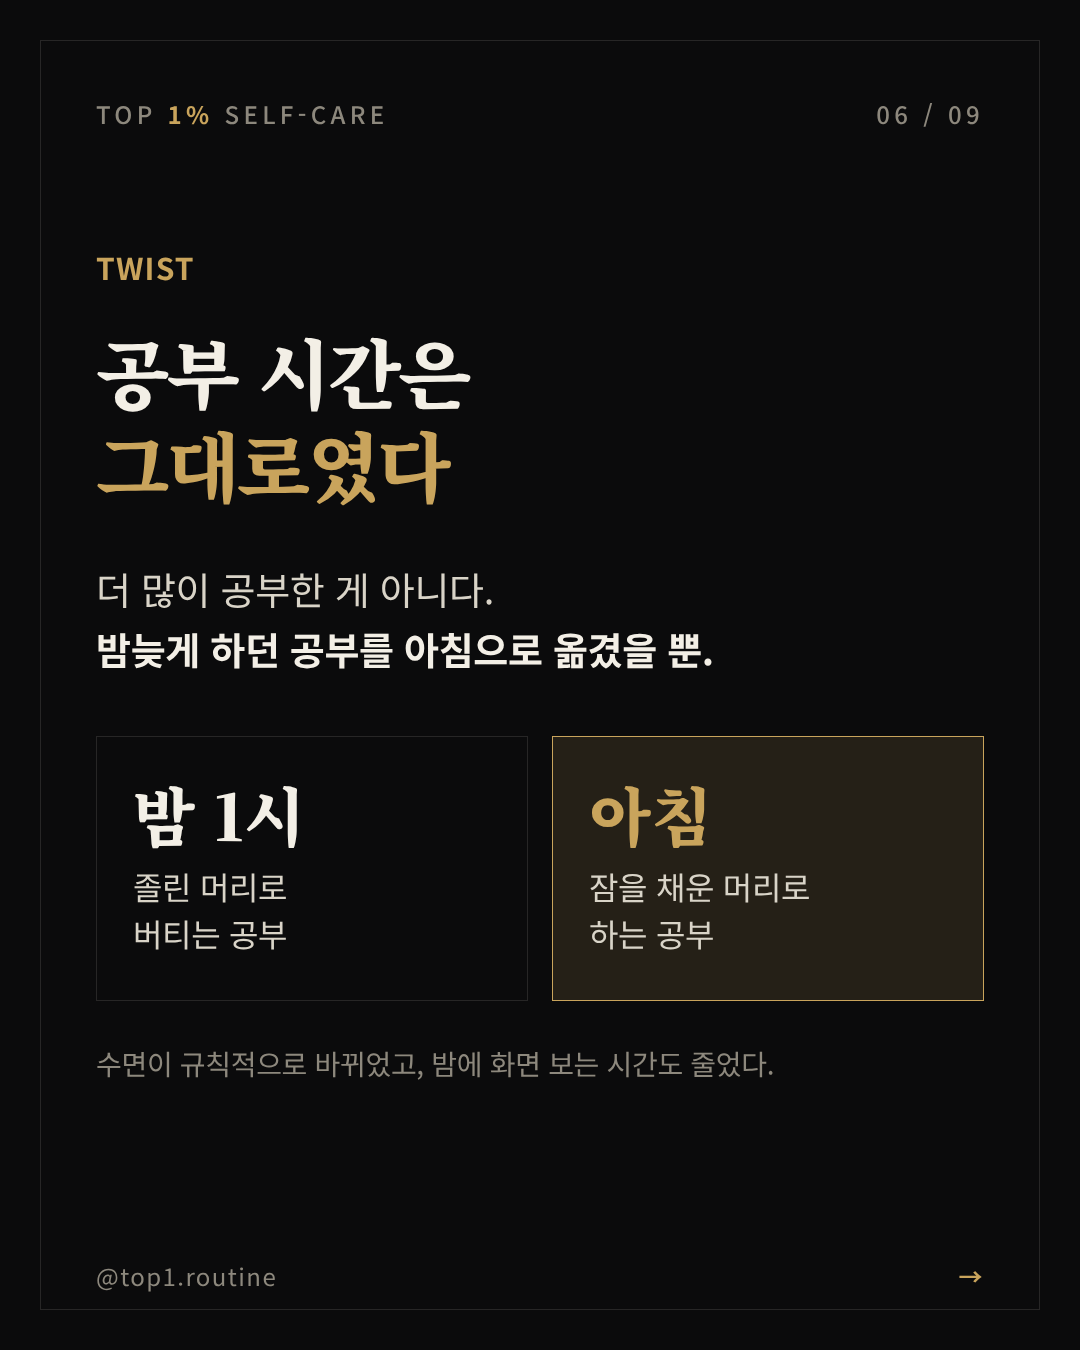 TOP 1% SELF-CARE
06 / 09
TWIST
공부 시간은
그대로였다
더 많이 공부한 게 아니다.
밤늦게 하던 공부를 아침으로 옮겼을 뿐.
밤 1시
졸린 머리로
버티는 공부
아침
잠을 채운 머리로
하는 공부
수면이 규칙적으로 바뀌었고, 밤에 화면 보는 시간도 줄었다.
@top1.routine
→